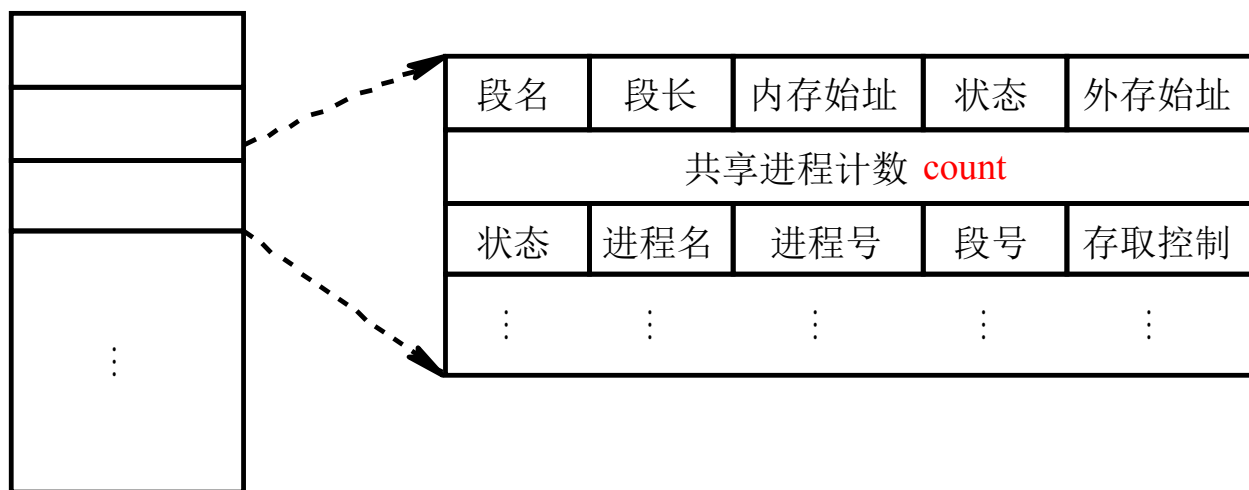 段名 段长 内存始址 状态 外存始址
共享进程计数 count
状态 进程名 进程号 段号 存取控制
⋮ ⋮ ⋮ ⋮ ⋮ ⋮